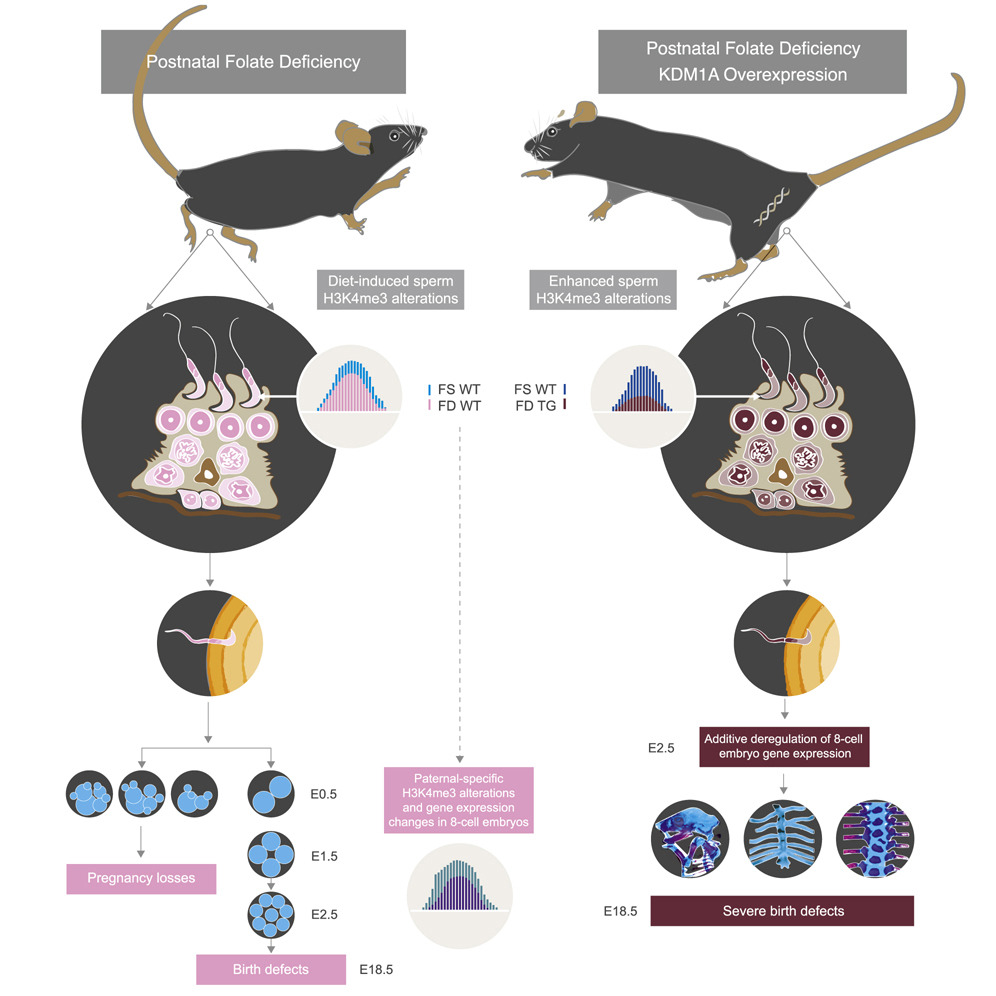 Postnatal Folate Deficiency
Postnatal Folate Deficiency
KDM1A Overexpression
Diet-induced sperm
H3K4me3 alterations
Enhanced sperm
H3K4me3 alterations
FS WT
FD WT
FS WT
FD TG
E2.5
Additive deregulation of 8-cell
embryo gene expression
E0.5
Paternal-specific
H3K4me3 alterations
and gene expression
changes in 8-cell embryos
E1.5
Pregnancy losses
E2.5
E18.5
Severe birth defects
Birth defects
E18.5